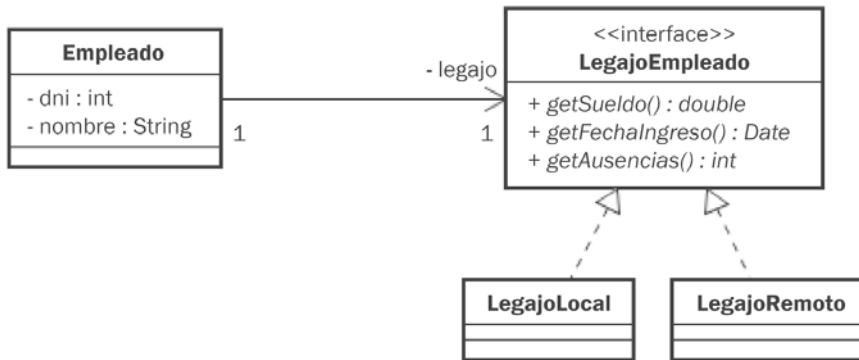 Empleado
- dni : int
- nombre : String
- legajo
1
1
<<interface>>
LegajoEmpleado
+ getSueldo() : double
+ getFechaIngreso() : Date
+ getAusencias() : int
LegajoLocal
LegajoRemoto